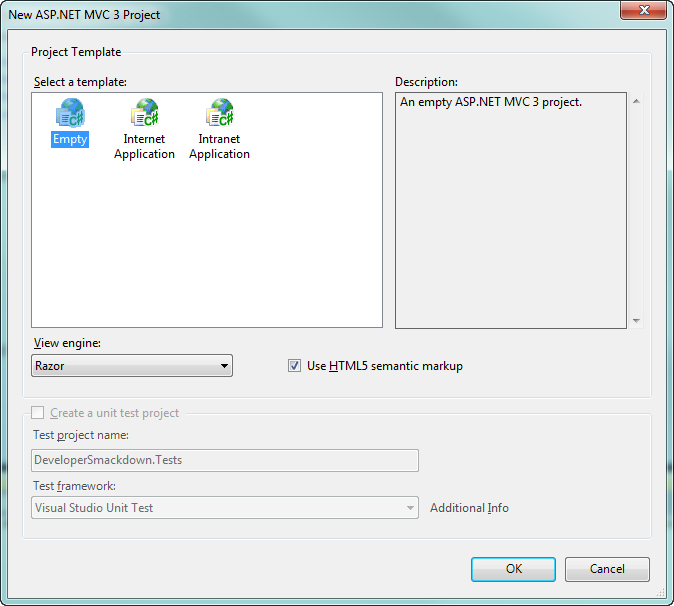 New ASP.NET MVC 3 Project
Project Template
Select a template:
Description:
Empty
Internet
Application
Intranet
Application
An empty ASP.NET MVC 3 project.
View engine:
Razor
Use HTML5 semantic markup
Create a unit test project
Test project name:
DeveloperSmackdown.Tests
Test framework:
Visual Studio Unit Test
Additional Info
OK
Cancel